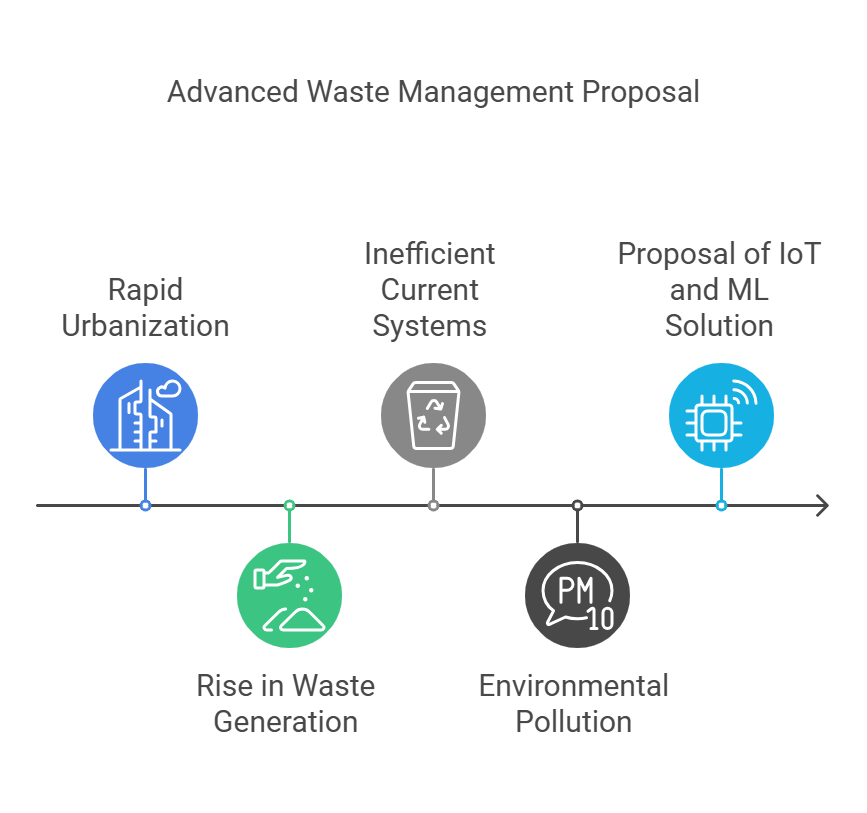 Advanced Waste Management Proposal
Rapid
Urbanization
Inefficient
Current
Systems
Proposal of IoT
and ML
Solution
PM
10
Rise in Waste
Generation
Environmental
Pollution